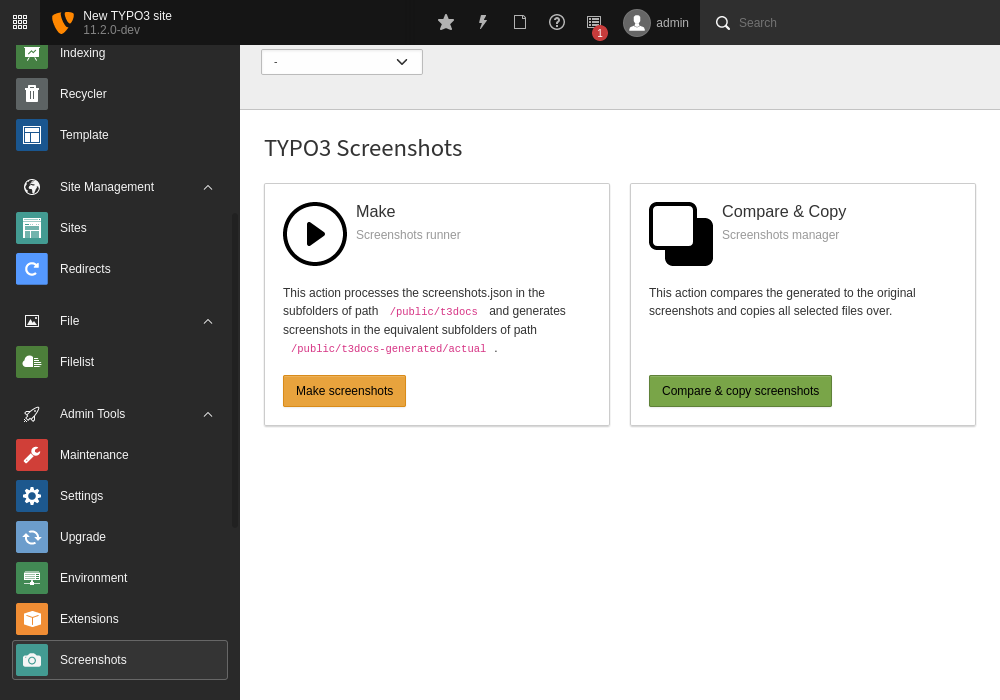 New TYPO3 site
11.2.0-dev
1
admin
Search
Indexing
Recycler
Template
Site Management
Sites
Redirects
File
Filelist
Admin Tools
Maintenance
Settings
Upgrade
Environment
Extensions
Screenshots
-
TYPO3 Screenshots
Make
Screenshots runner
This action processes the screenshots.json in the
subfolders of path /public/t3docs and generates
screenshots in the equivalent subfolders of path
/public/t3docs-generated/actual .
Make screenshots
Compare & Copy
Screenshots manager
This action compares the generated to the original
screenshots and copies all selected files over.
Compare & copy screenshots